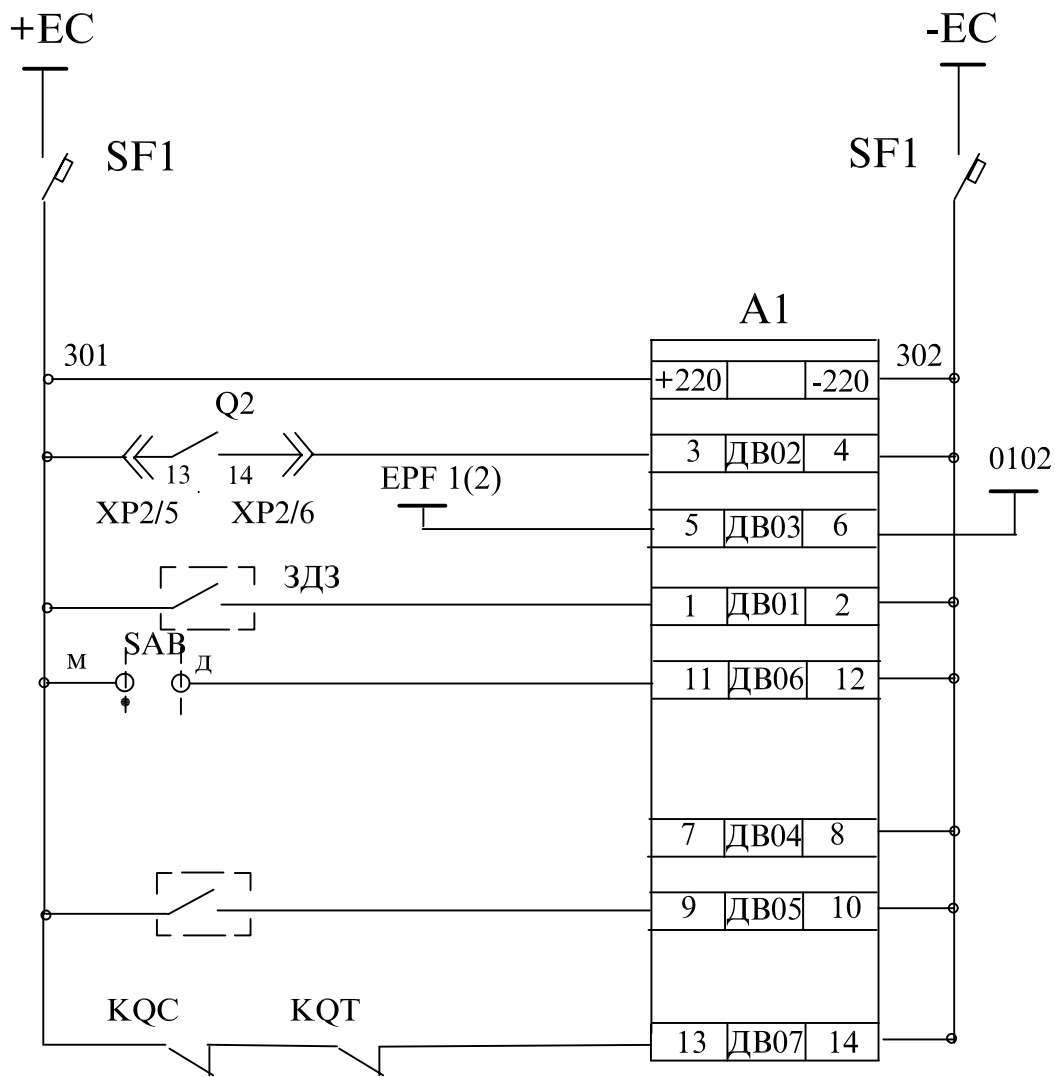 +EC -EC
SF1 SF1
A1
301 +220 -220 302
Q2
13 14 3 ДВ02 4
XP2/5 XP2/6 EPF 1(2) 0102
5 ДВ03 6
ЗДЗ
1 ДВ01 2
SAB
м д 11 ДВ06 12
7 ДВ04 8
9 ДВ05 10
KQC KQT
13 ДВ07 14